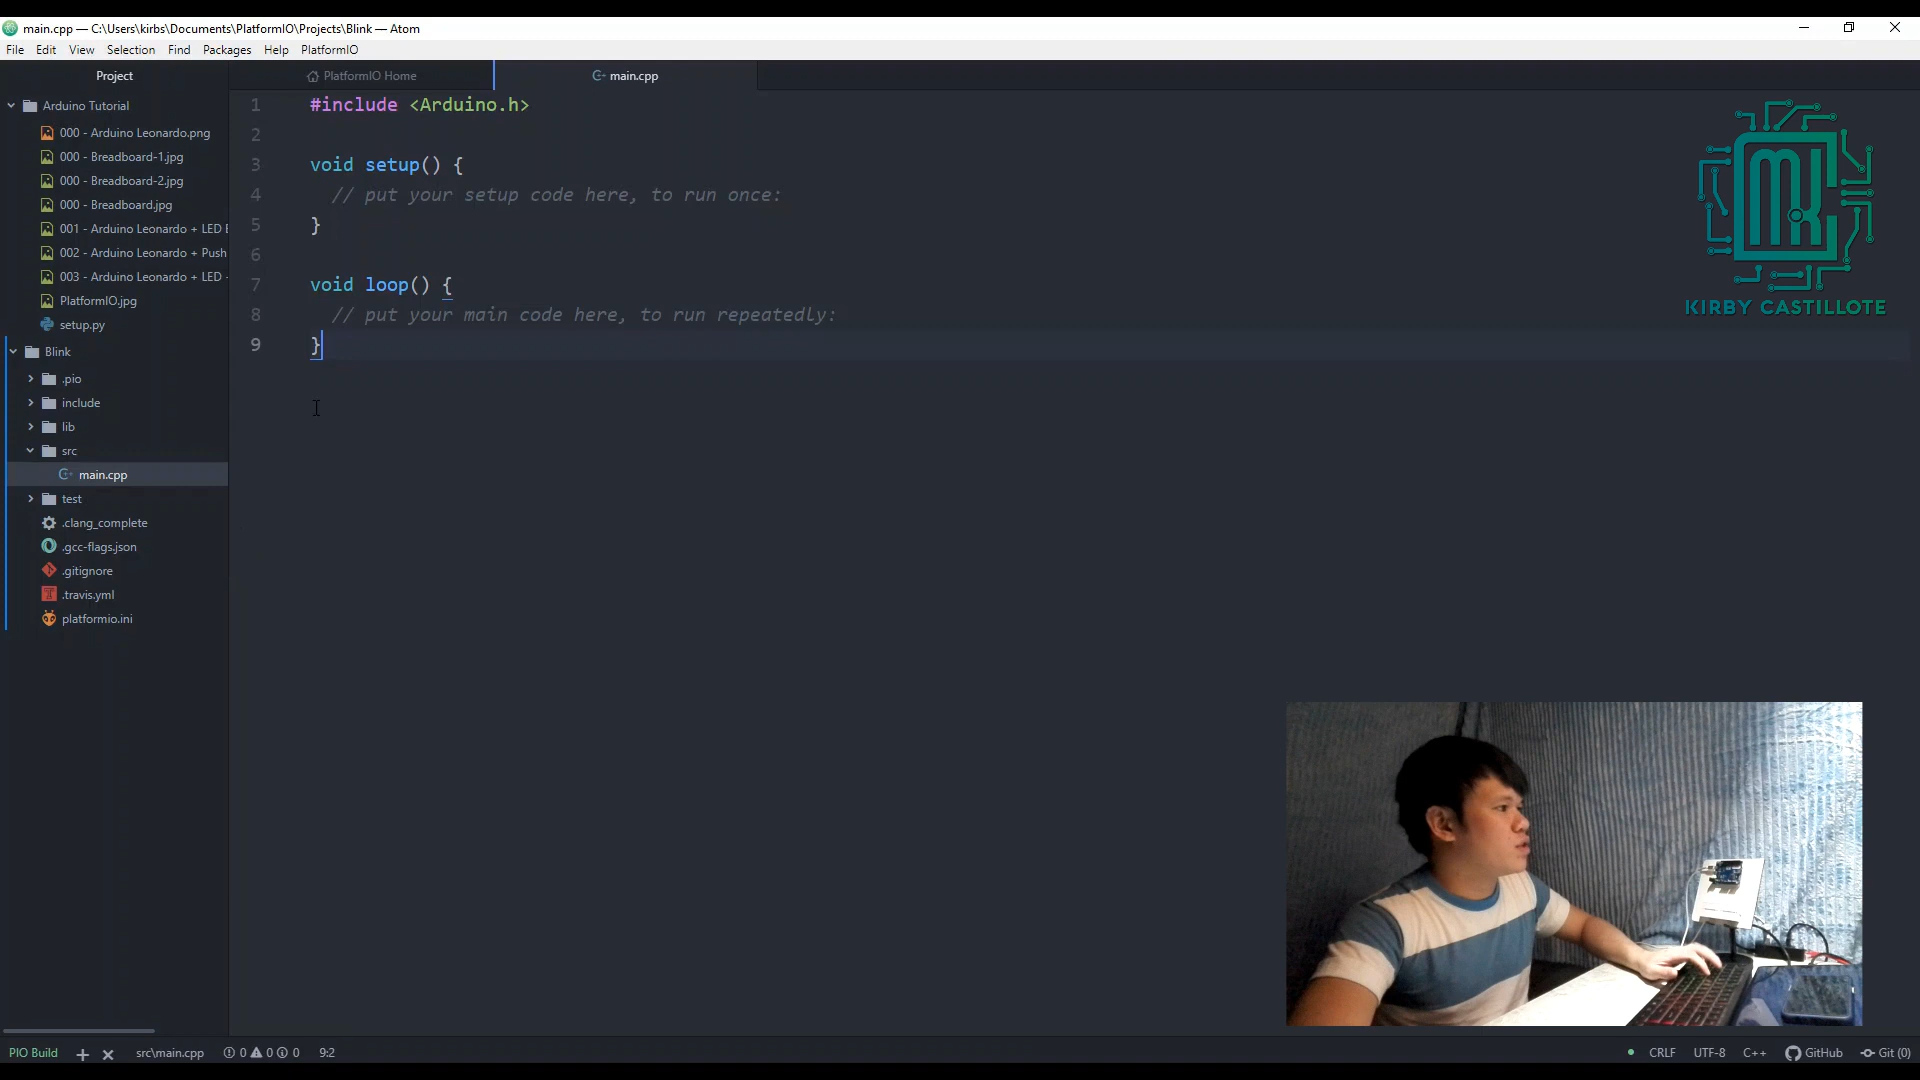 main.cpp — C:\Users\kirbs\Documents\PlatformIO\Projects\Blink — Atom
File Edit View Selection Find Packages Help PlatformIO
Project
PlatformIO Home
main.cpp
Arduino Tutorial
000 - Arduino Leonardo.png
000 - Breadboard-1.jpg
000 - Breadboard-2.jpg
000 - Breadboard.jpg
001 - Arduino Leonardo + LED
002 - Arduino Leonardo + Push
003 - Arduino Leonardo + LED -
PlatformIO.jpg
setup.py
Blink
.pio
include
lib
src
main.cpp
test
.clang_complete
.gcc-flags.json
.gitignore
.travis.yml
platformio.ini
1 #include <Arduino.h>
2
3 void setup() {
4 // put your setup code here, to run once:
5 }
6
7 void loop() {
8 // put your main code here, to run repeatedly:
9 }
KIRBY CASTILLOTE
PIO Build + × src\main.cpp 0 0 0 9:2
CRLF UTF-8 C++ GitHub Git (0)